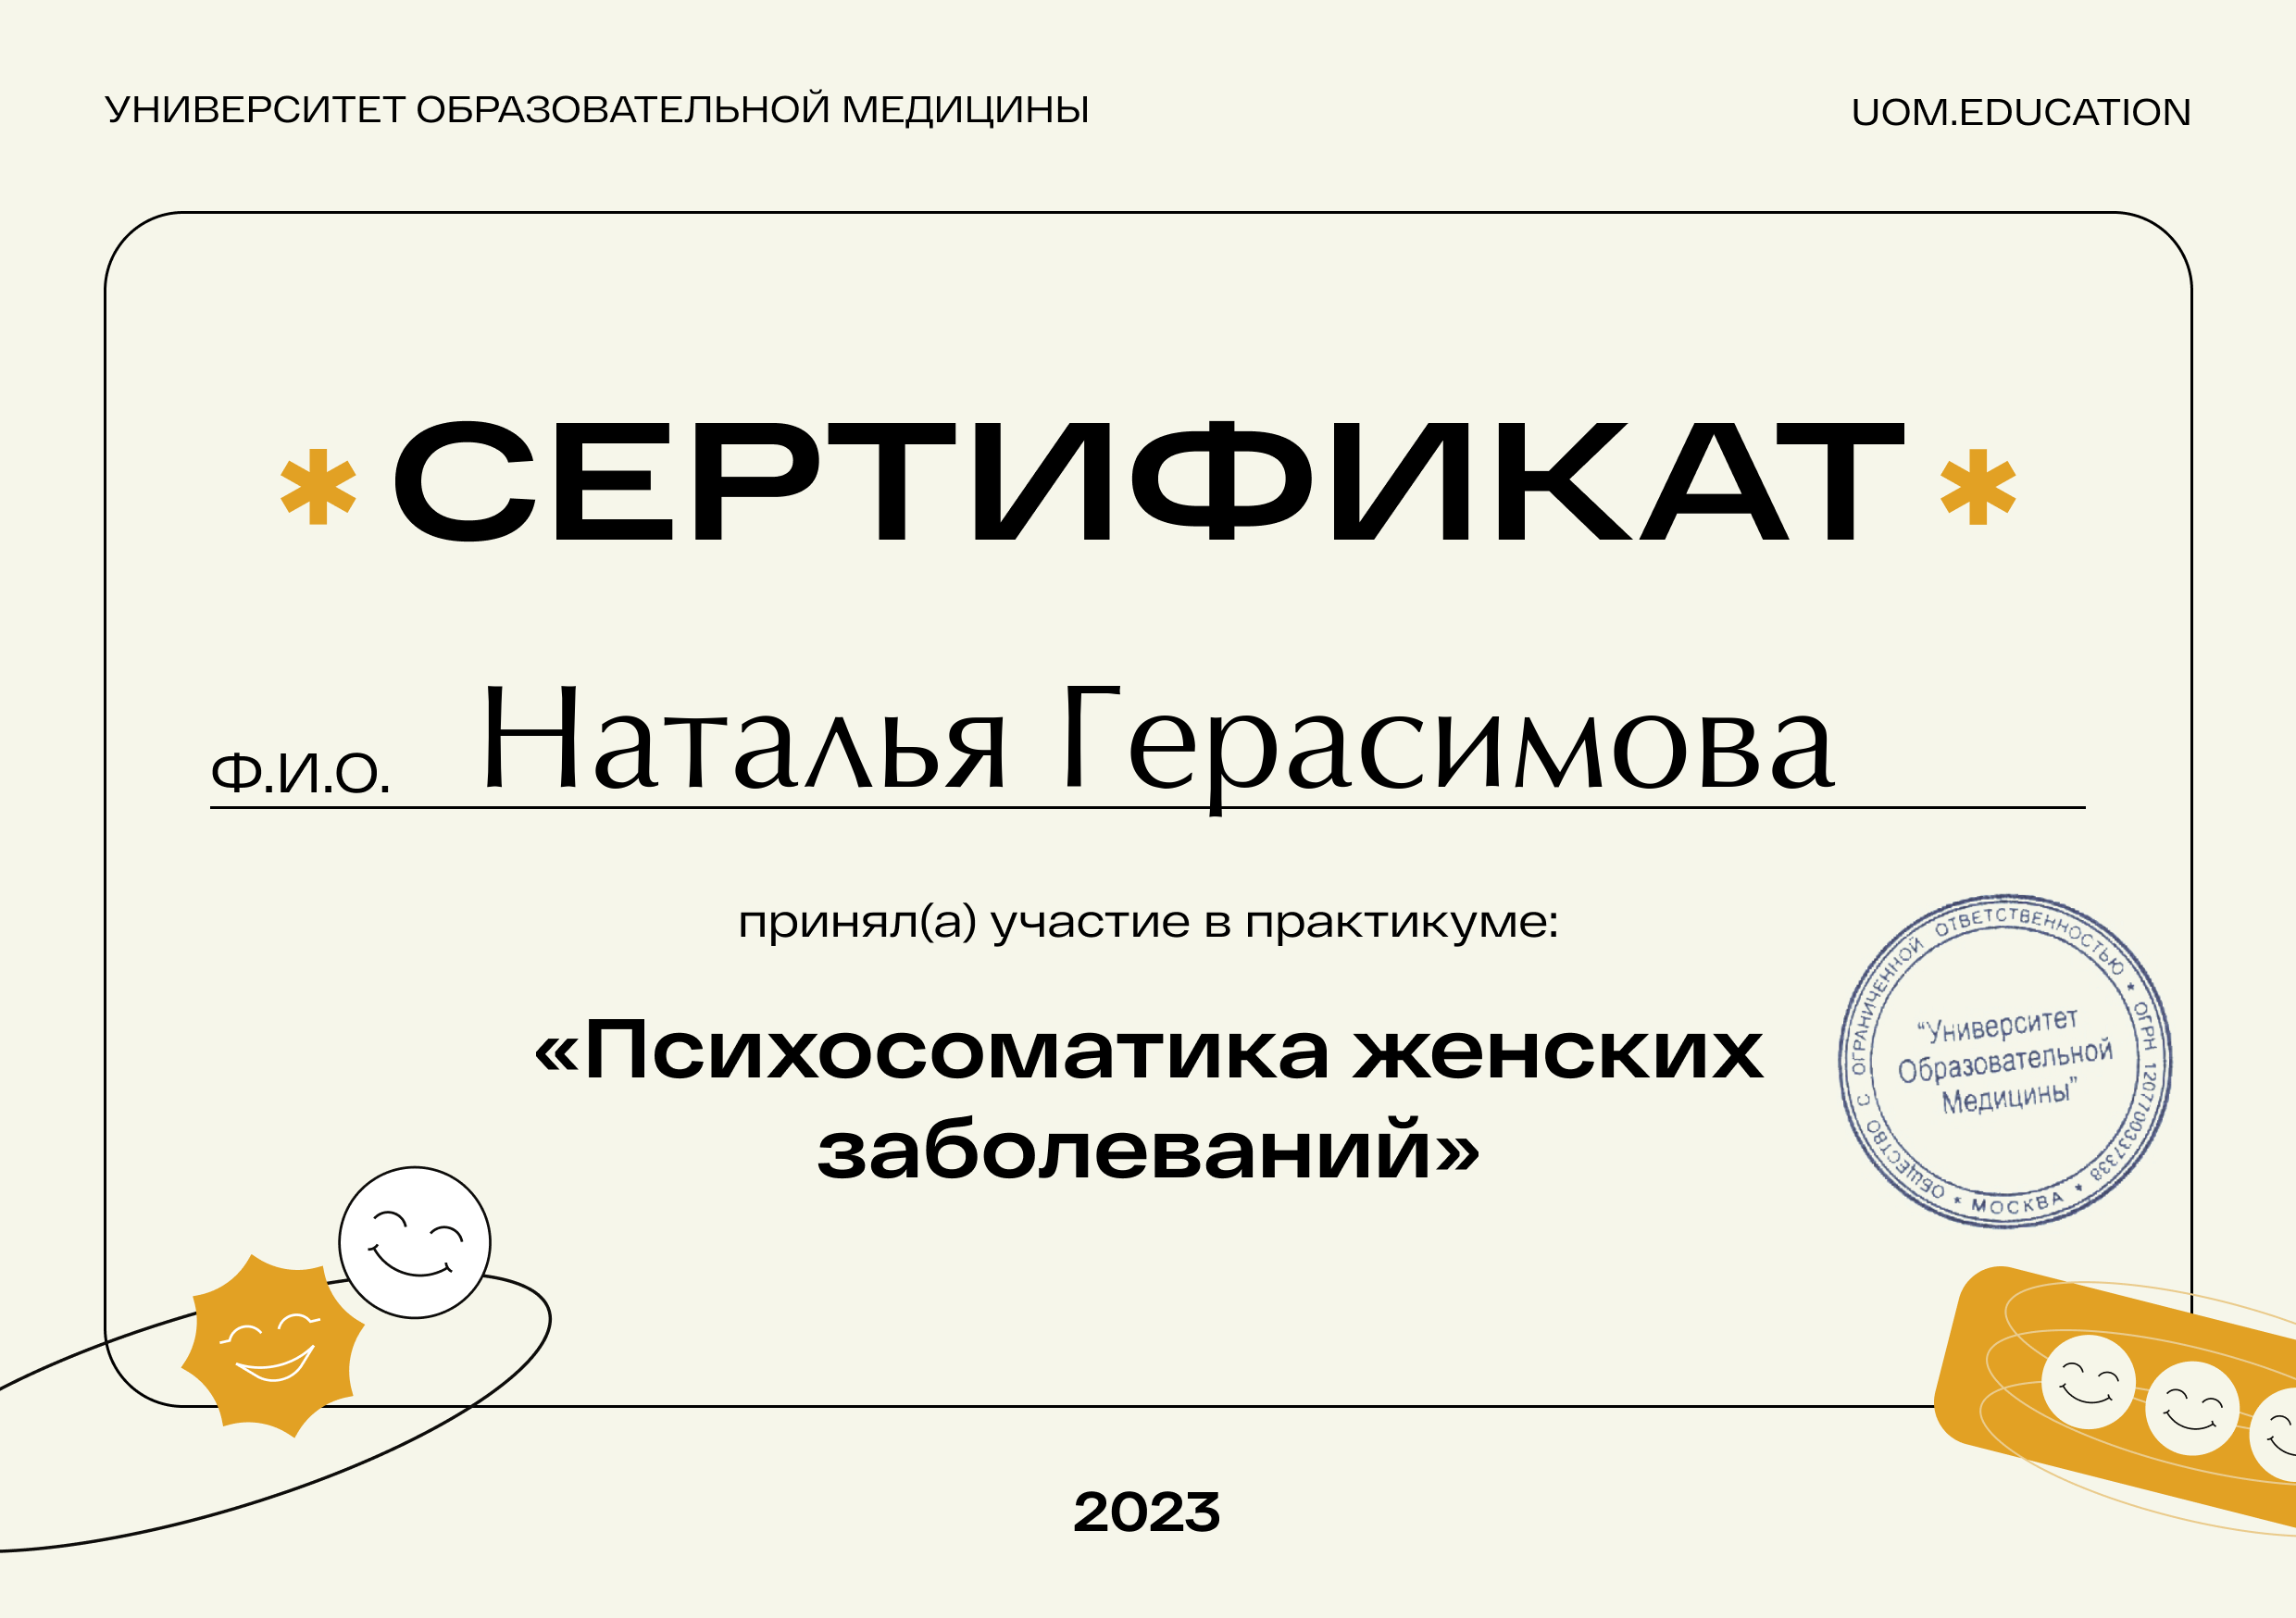 УНИВЕРСИТЕТ ОБРАЗОВАТЕЛЬНОЙ МЕДИЦИНЫ
UOM.EDUCATION
СЕРТИФИКАТ
Ф.И.О. Наталья Герасимова
принял(а) участие в практикуме:
«Психосоматика женских
заболеваний»
ОБЩЕСТВО С ОГРАНИЧЕННОЙ ОТВЕТСТВЕННОСТЬЮ * ОГРН 1207700337338 * МОСКВА *
“Университет
Образовательной
Медицины”
2023